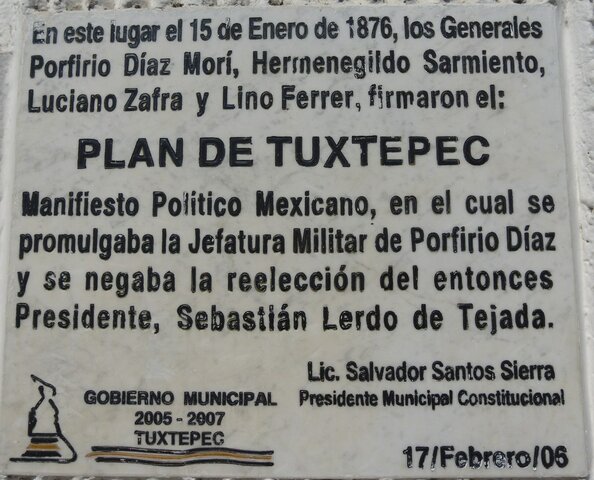 En este lugar el 15 de Enero de 1876, los Generales
Porfirio Díaz Morí, Hermenegildo Sarmiento,
Luciano Zafra y Lino Ferrer, firmaron el:
PLAN DE TUXTEPEC
Manifiesto Político Mexicano, en el cual se
promulgaba la Jefatura Militar de Porfirio Díaz
y se negaba la reelección del entonces
Presidente, Sebastián Lerdo de Tejada.
Lic. Salvador Santos Sierra
Presidente Municipal Constitucional
GOBIERNO MUNICIPAL
2005 - 2007
TUXTEPEC
17/Febrero/06